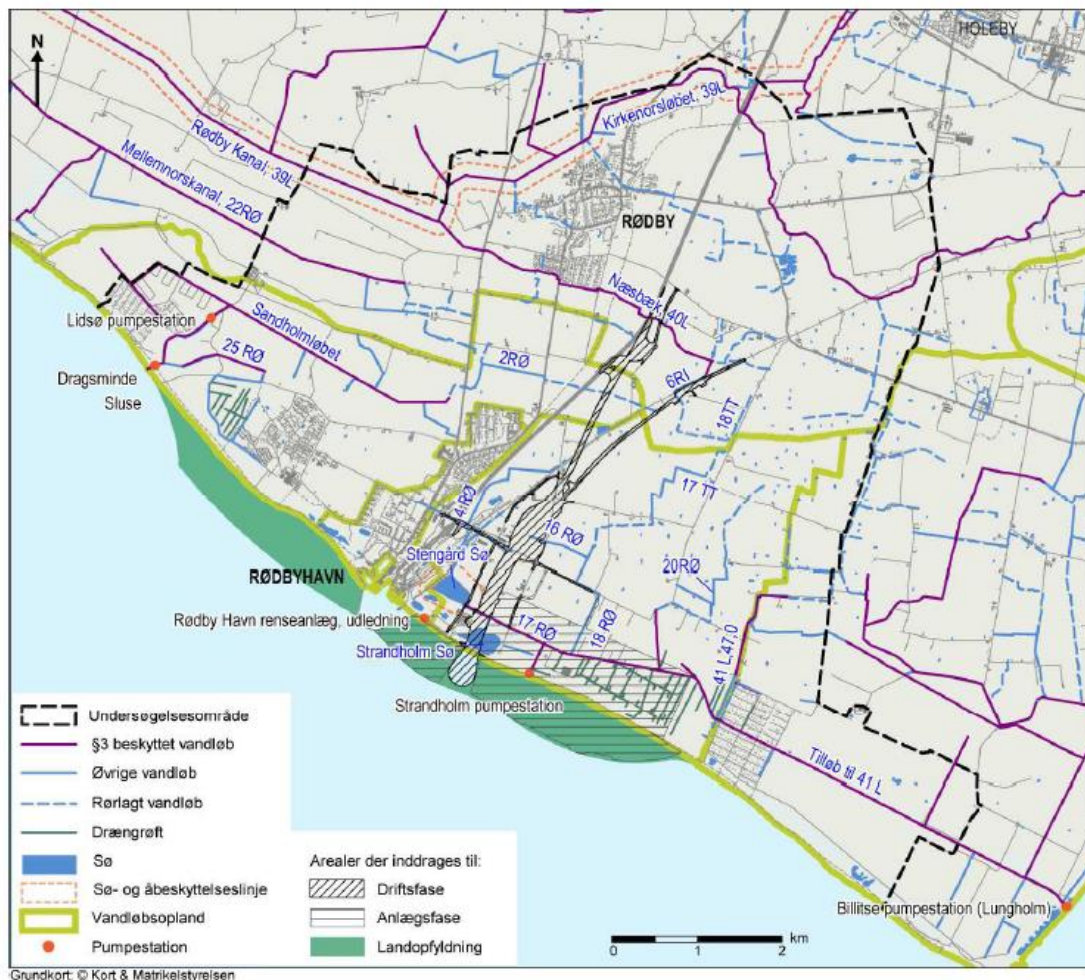 HOLEBY
N
Rødby Kanal, 39L
Kirkenorsløbet, 39L
Mellemnorskanal, 22RØ
RØDBY
Næsbæk, 40L
Lidsø pumpestation
Sandholmløbet
25 RØ
2RØ
6RI
Dragsminde
Sluse
18TT
17 TT
4 RØ
16 RØ
Stengård Sø
20RØ
RØDBYHAVN
Rødby Havn renseanlæg, udledning
17 RØ
18 RØ
Strandholm Sø
41 L,47,0
Strandholm pumpestation
Tilløb til 41 L
Billitse pumpestation (Lungholm)
Undersøgelsesområde
§3 beskyttet vandløb
Øvrige vandløb
Rørlagt vandløb
Drængrøft
Sø
Sø- og åbeskyttelseslinje
Vandløbsopland
Pumpestation
Arealer der inddrages til:
Driftsfase
Anlægsfase
Landopfyldning
km
0 1 2
Grundkort: © Kort & Matrikelstyrelsen